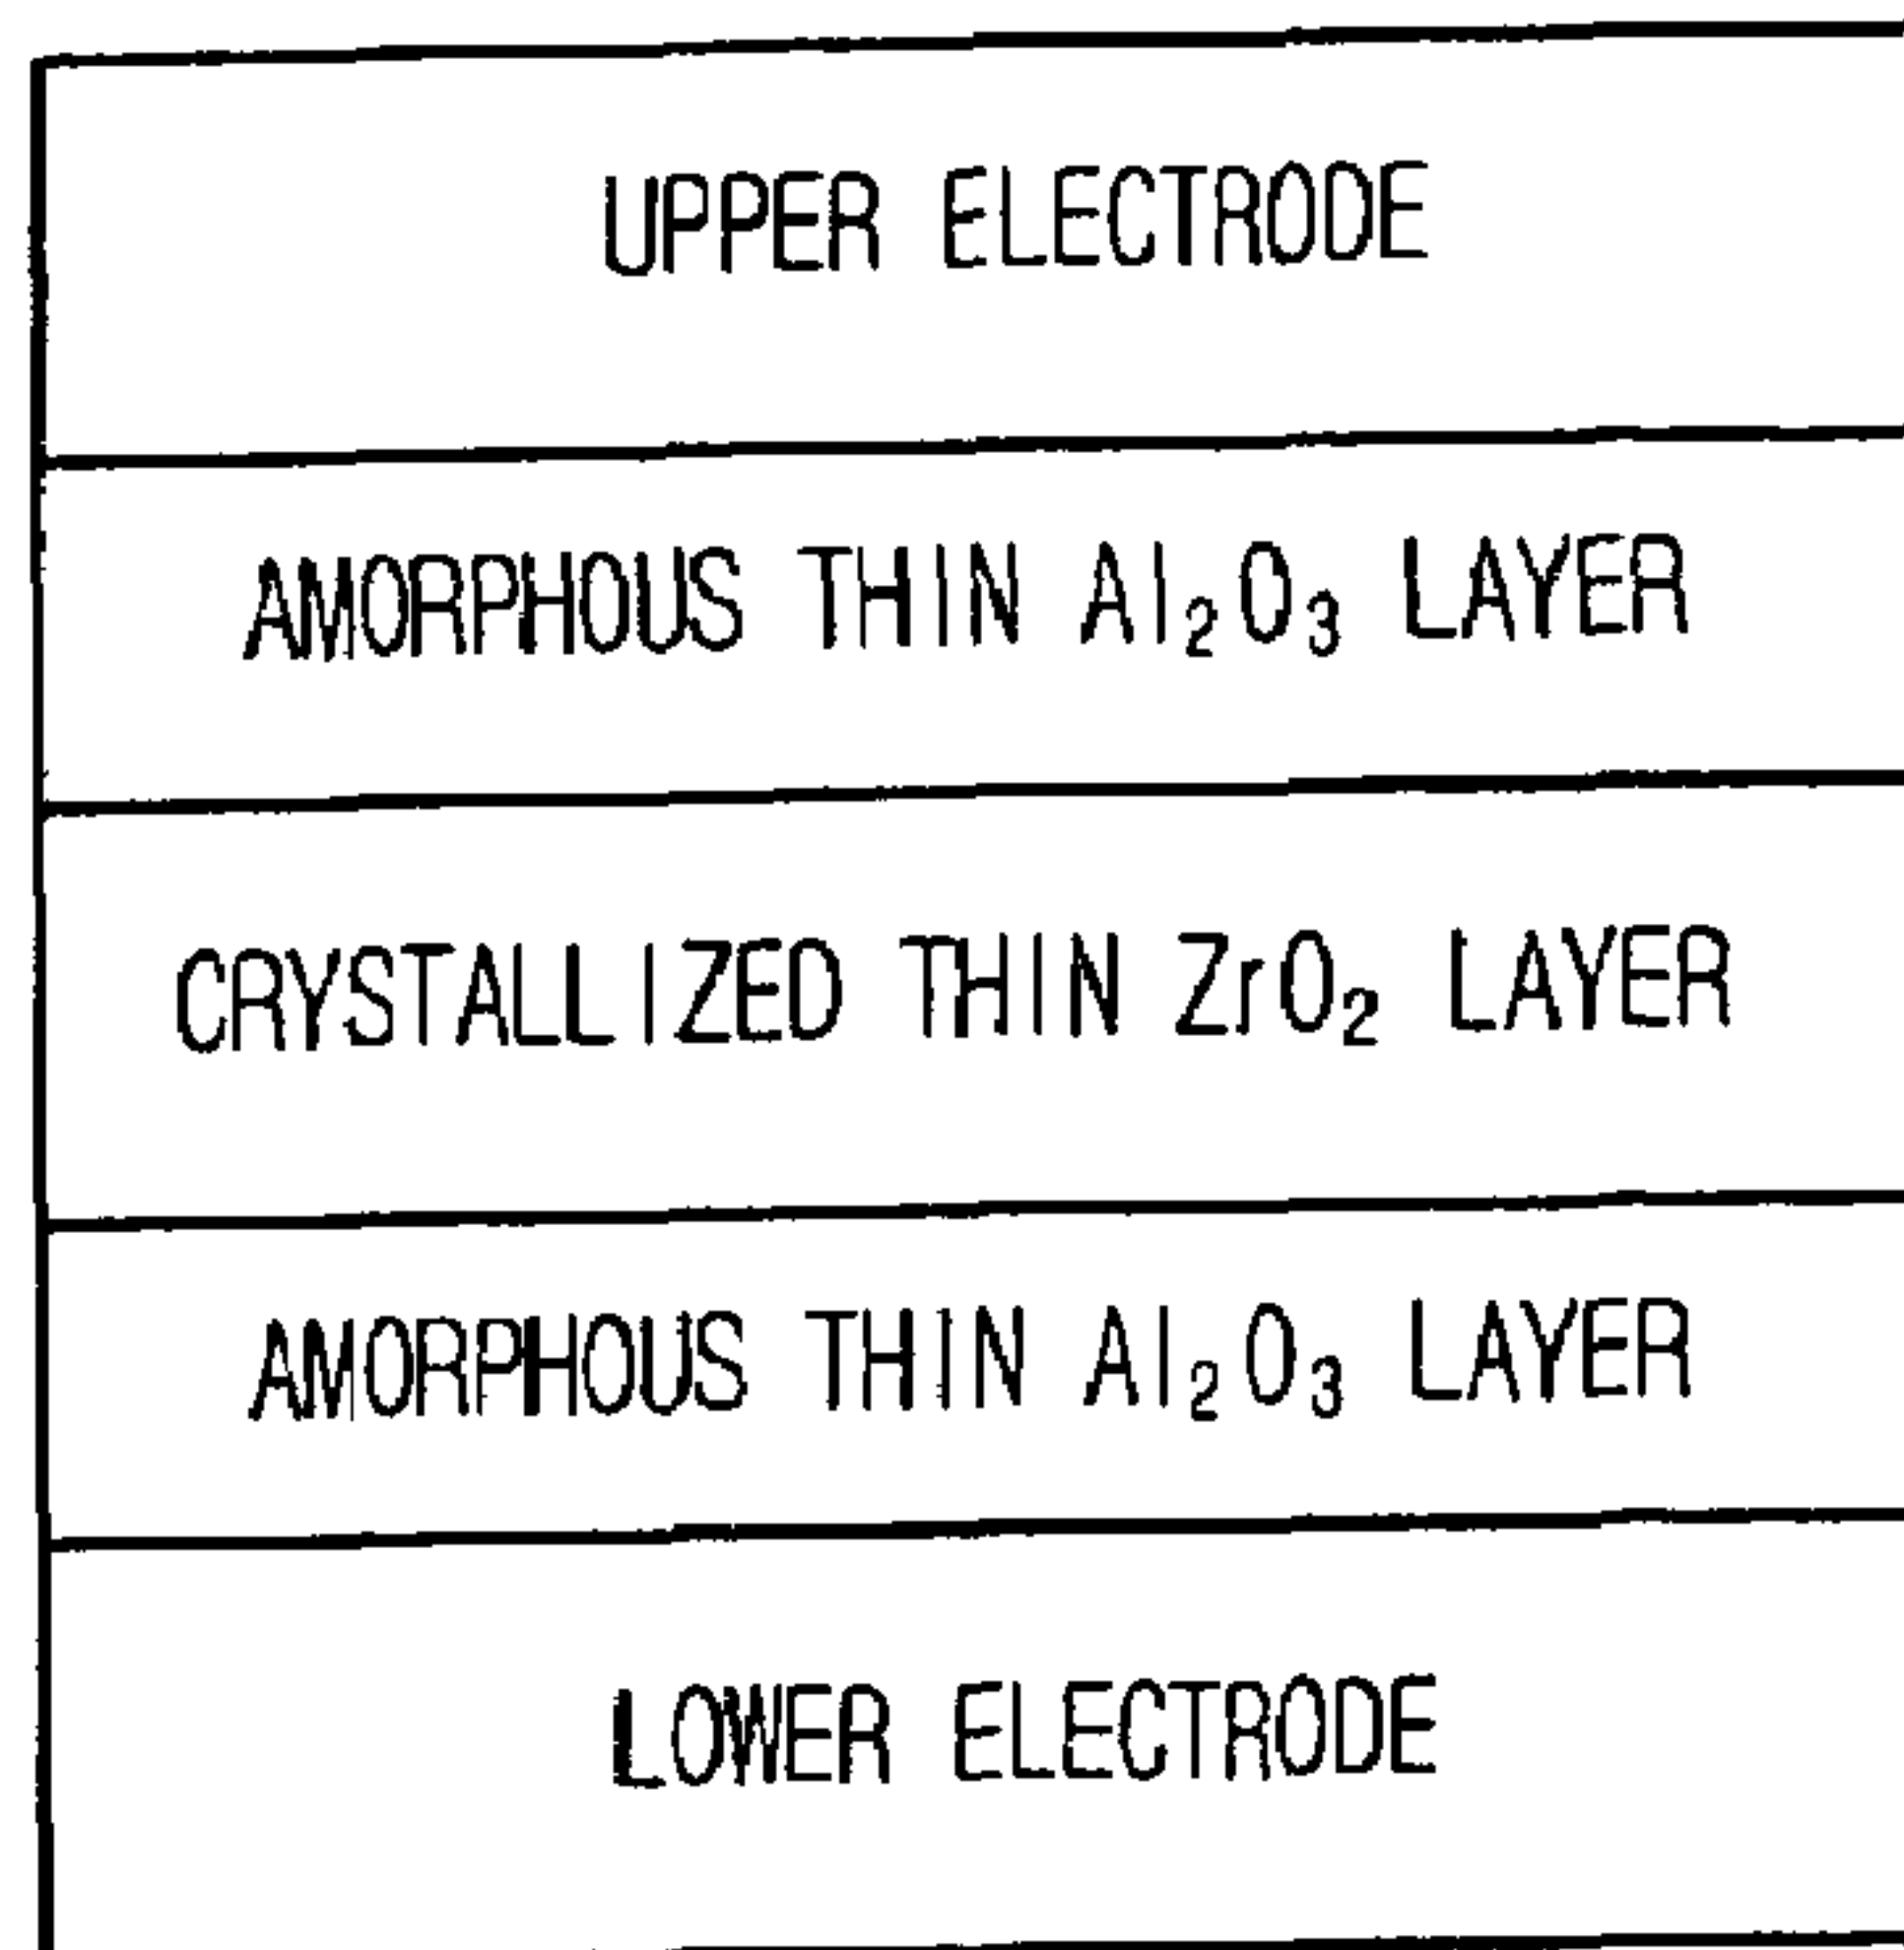 UPPER ELECTRODE
AMORPHOUS THIN Al₂O₃ LAYER
CRYSTALLIZED THIN ZrO₂ LAYER
AMORPHOUS THIN Al₂O₃ LAYER
LOWER ELECTRODE